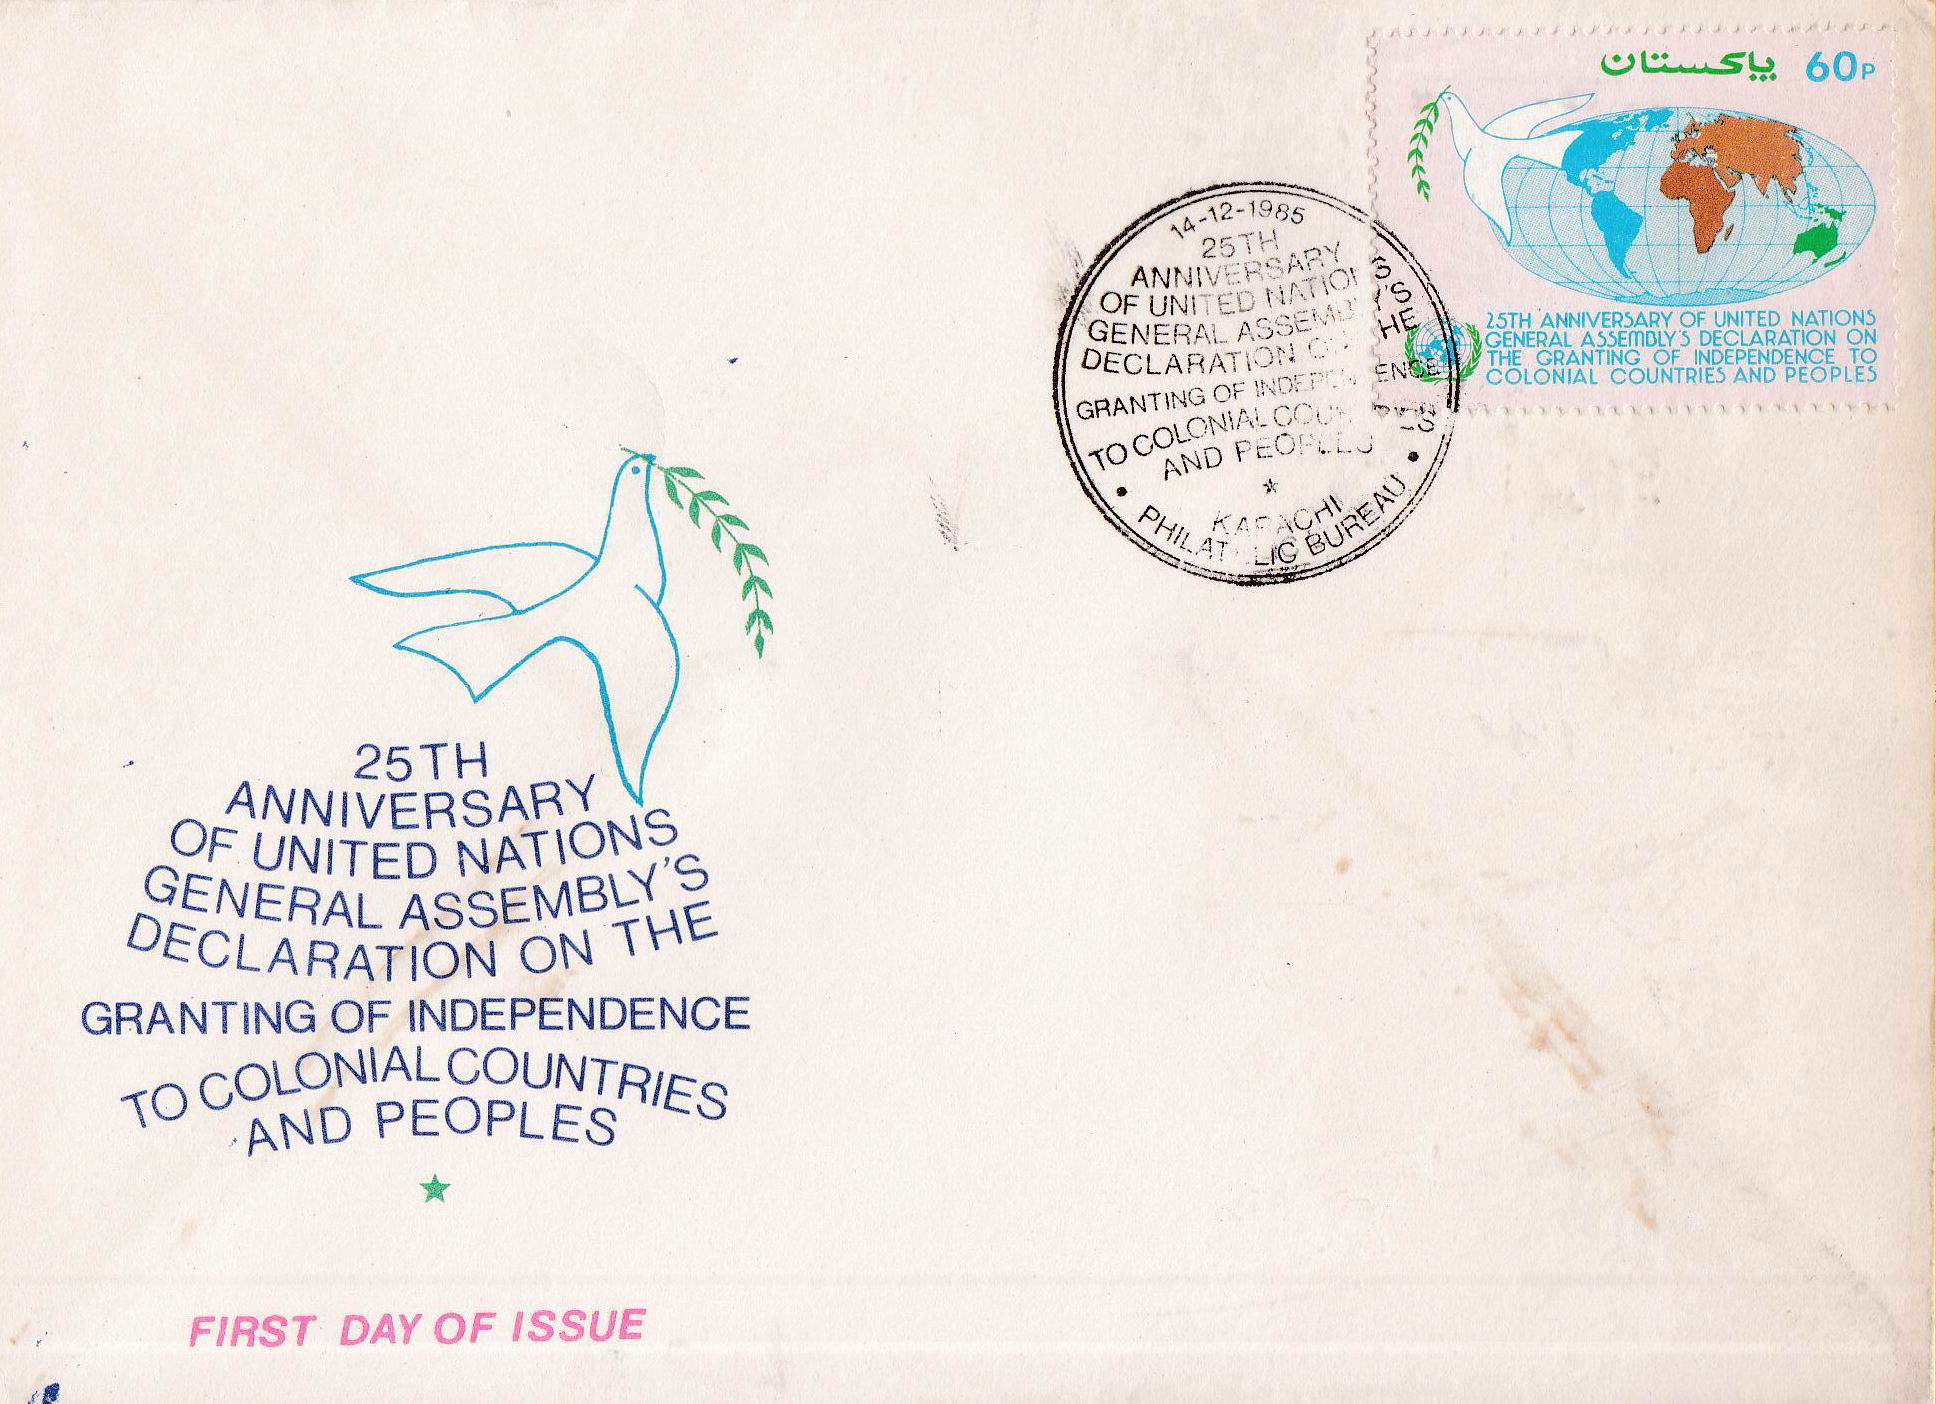 پاکستان 60P
25TH ANNIVERSARY OF UNITED NATIONS
GENERAL ASSEMBLY'S DECLARATION ON
THE GRANTING OF INDEPENDENCE TO
COLONIAL COUNTRIES AND PEOPLES
14-12-1985
25TH
ANNIVERSARY
OF UNITED NATIONS
GENERAL ASSEMBLY'S
DECLARATION ON THE
GRANTING OF INDEPENDENCE
TO COLONIAL COUNTRIES
AND PEOPLES
KARACHI
PHILATELIC BUREAU
25TH
ANNIVERSARY
OF UNITED NATIONS
GENERAL ASSEMBLY'S
DECLARATION ON THE
GRANTING OF INDEPENDENCE
TO COLONIAL COUNTRIES
AND PEOPLES
FIRST DAY OF ISSUE